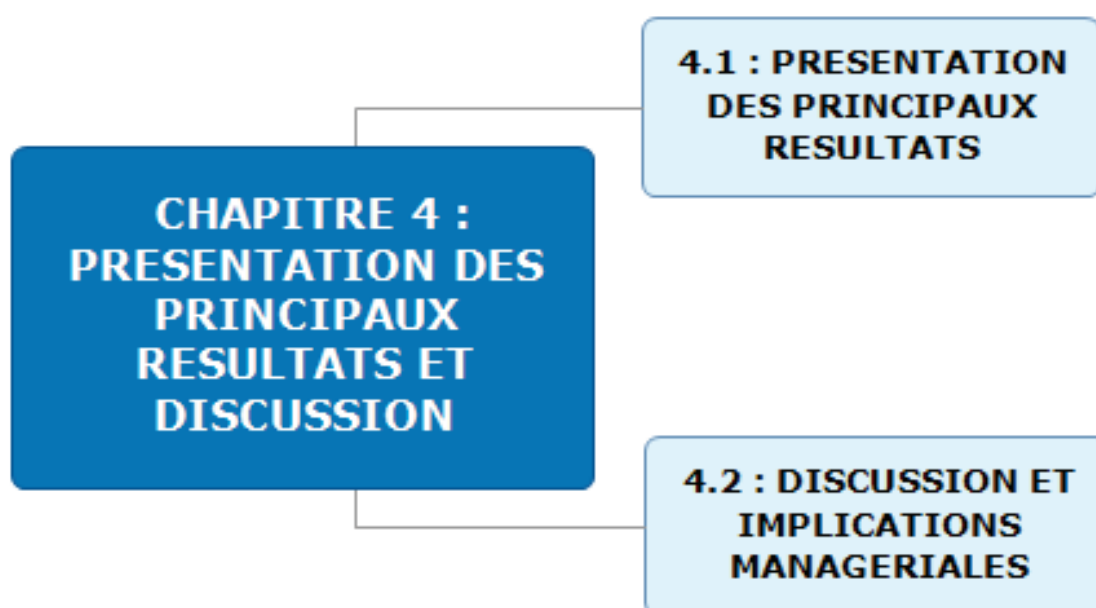 CHAPITRE 4 :
PRESENTATION DES
PRINCIPAUX
RESULTATS ET
DISCUSSION
4.1 : PRESENTATION
DES PRINCIPAUX
RESULTATS
4.2 : DISCUSSION ET
IMPLICATIONS
MANAGERIALES